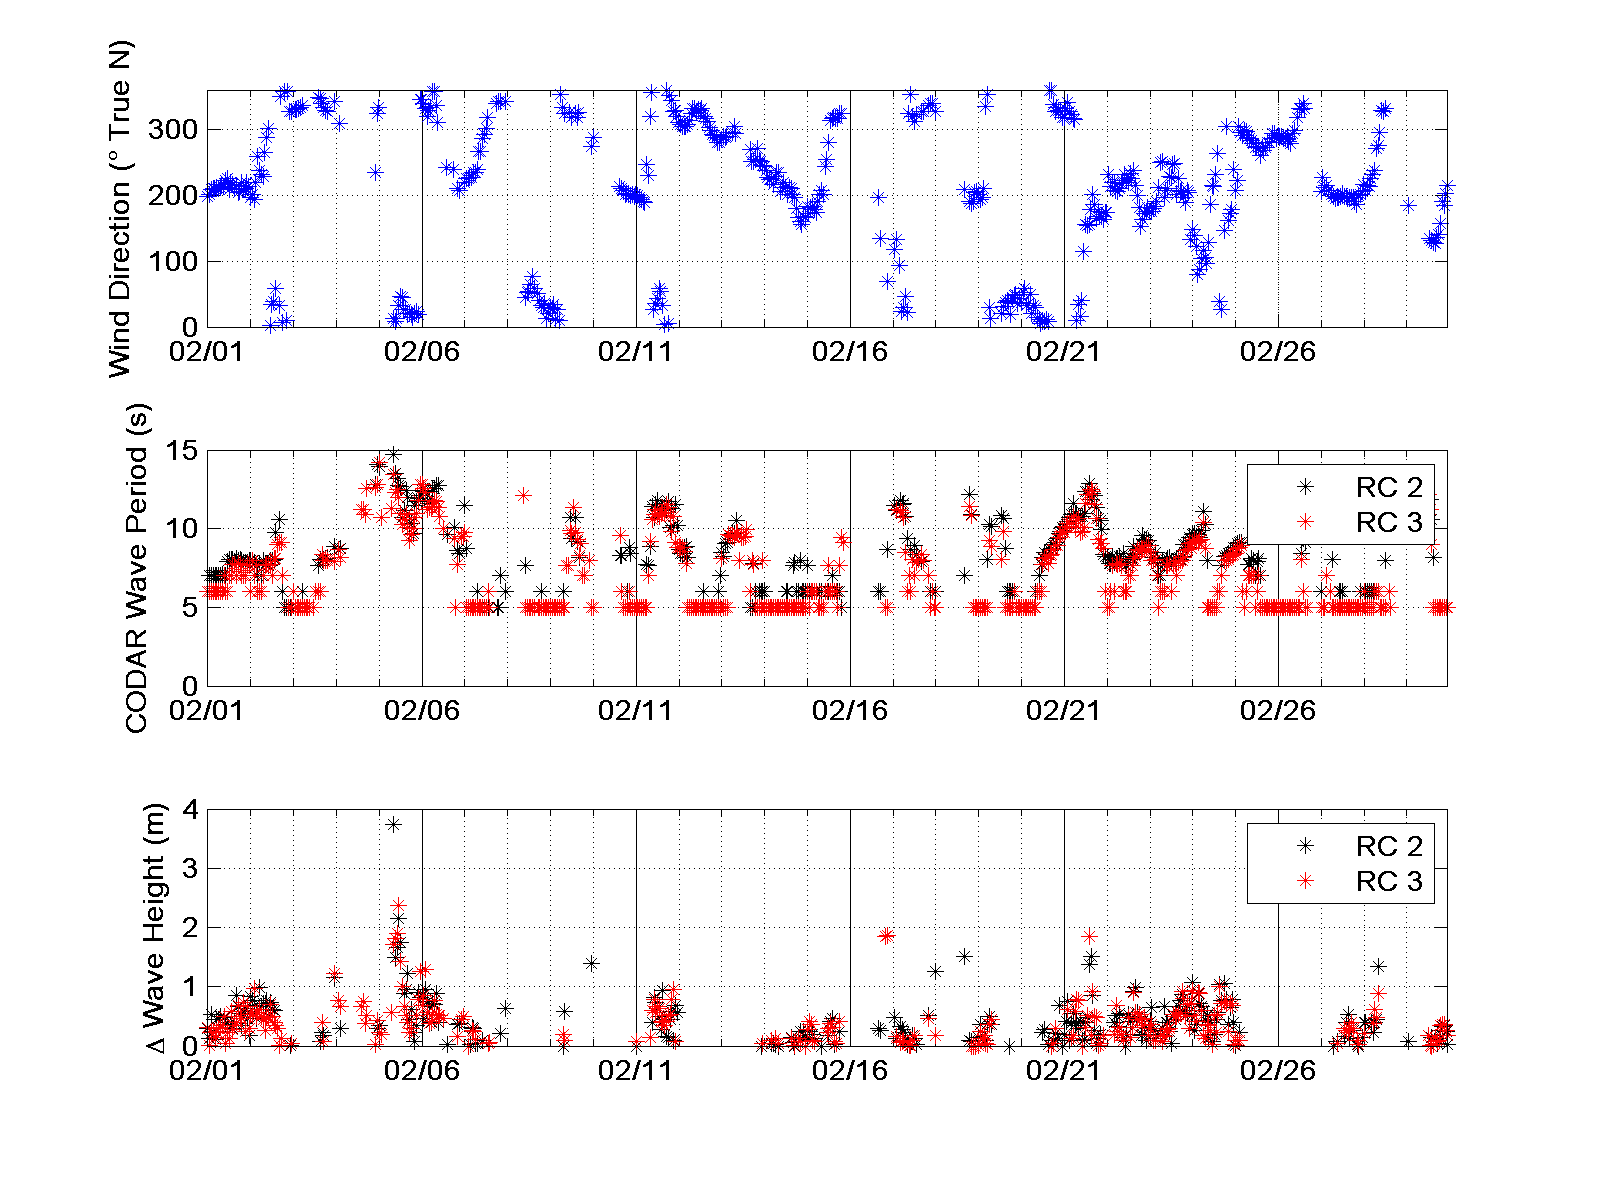 Wind Direction (° True N)
300
200
100
0
02/01 02/06 02/11 02/16 02/21 02/26
CODAR Wave Period (s)
15
10
5
0
RC 2
RC 3
02/01 02/06 02/11 02/16 02/21 02/26
Δ Wave Height (m)
4
3
2
1
0
RC 2
RC 3
02/01 02/06 02/11 02/16 02/21 02/26